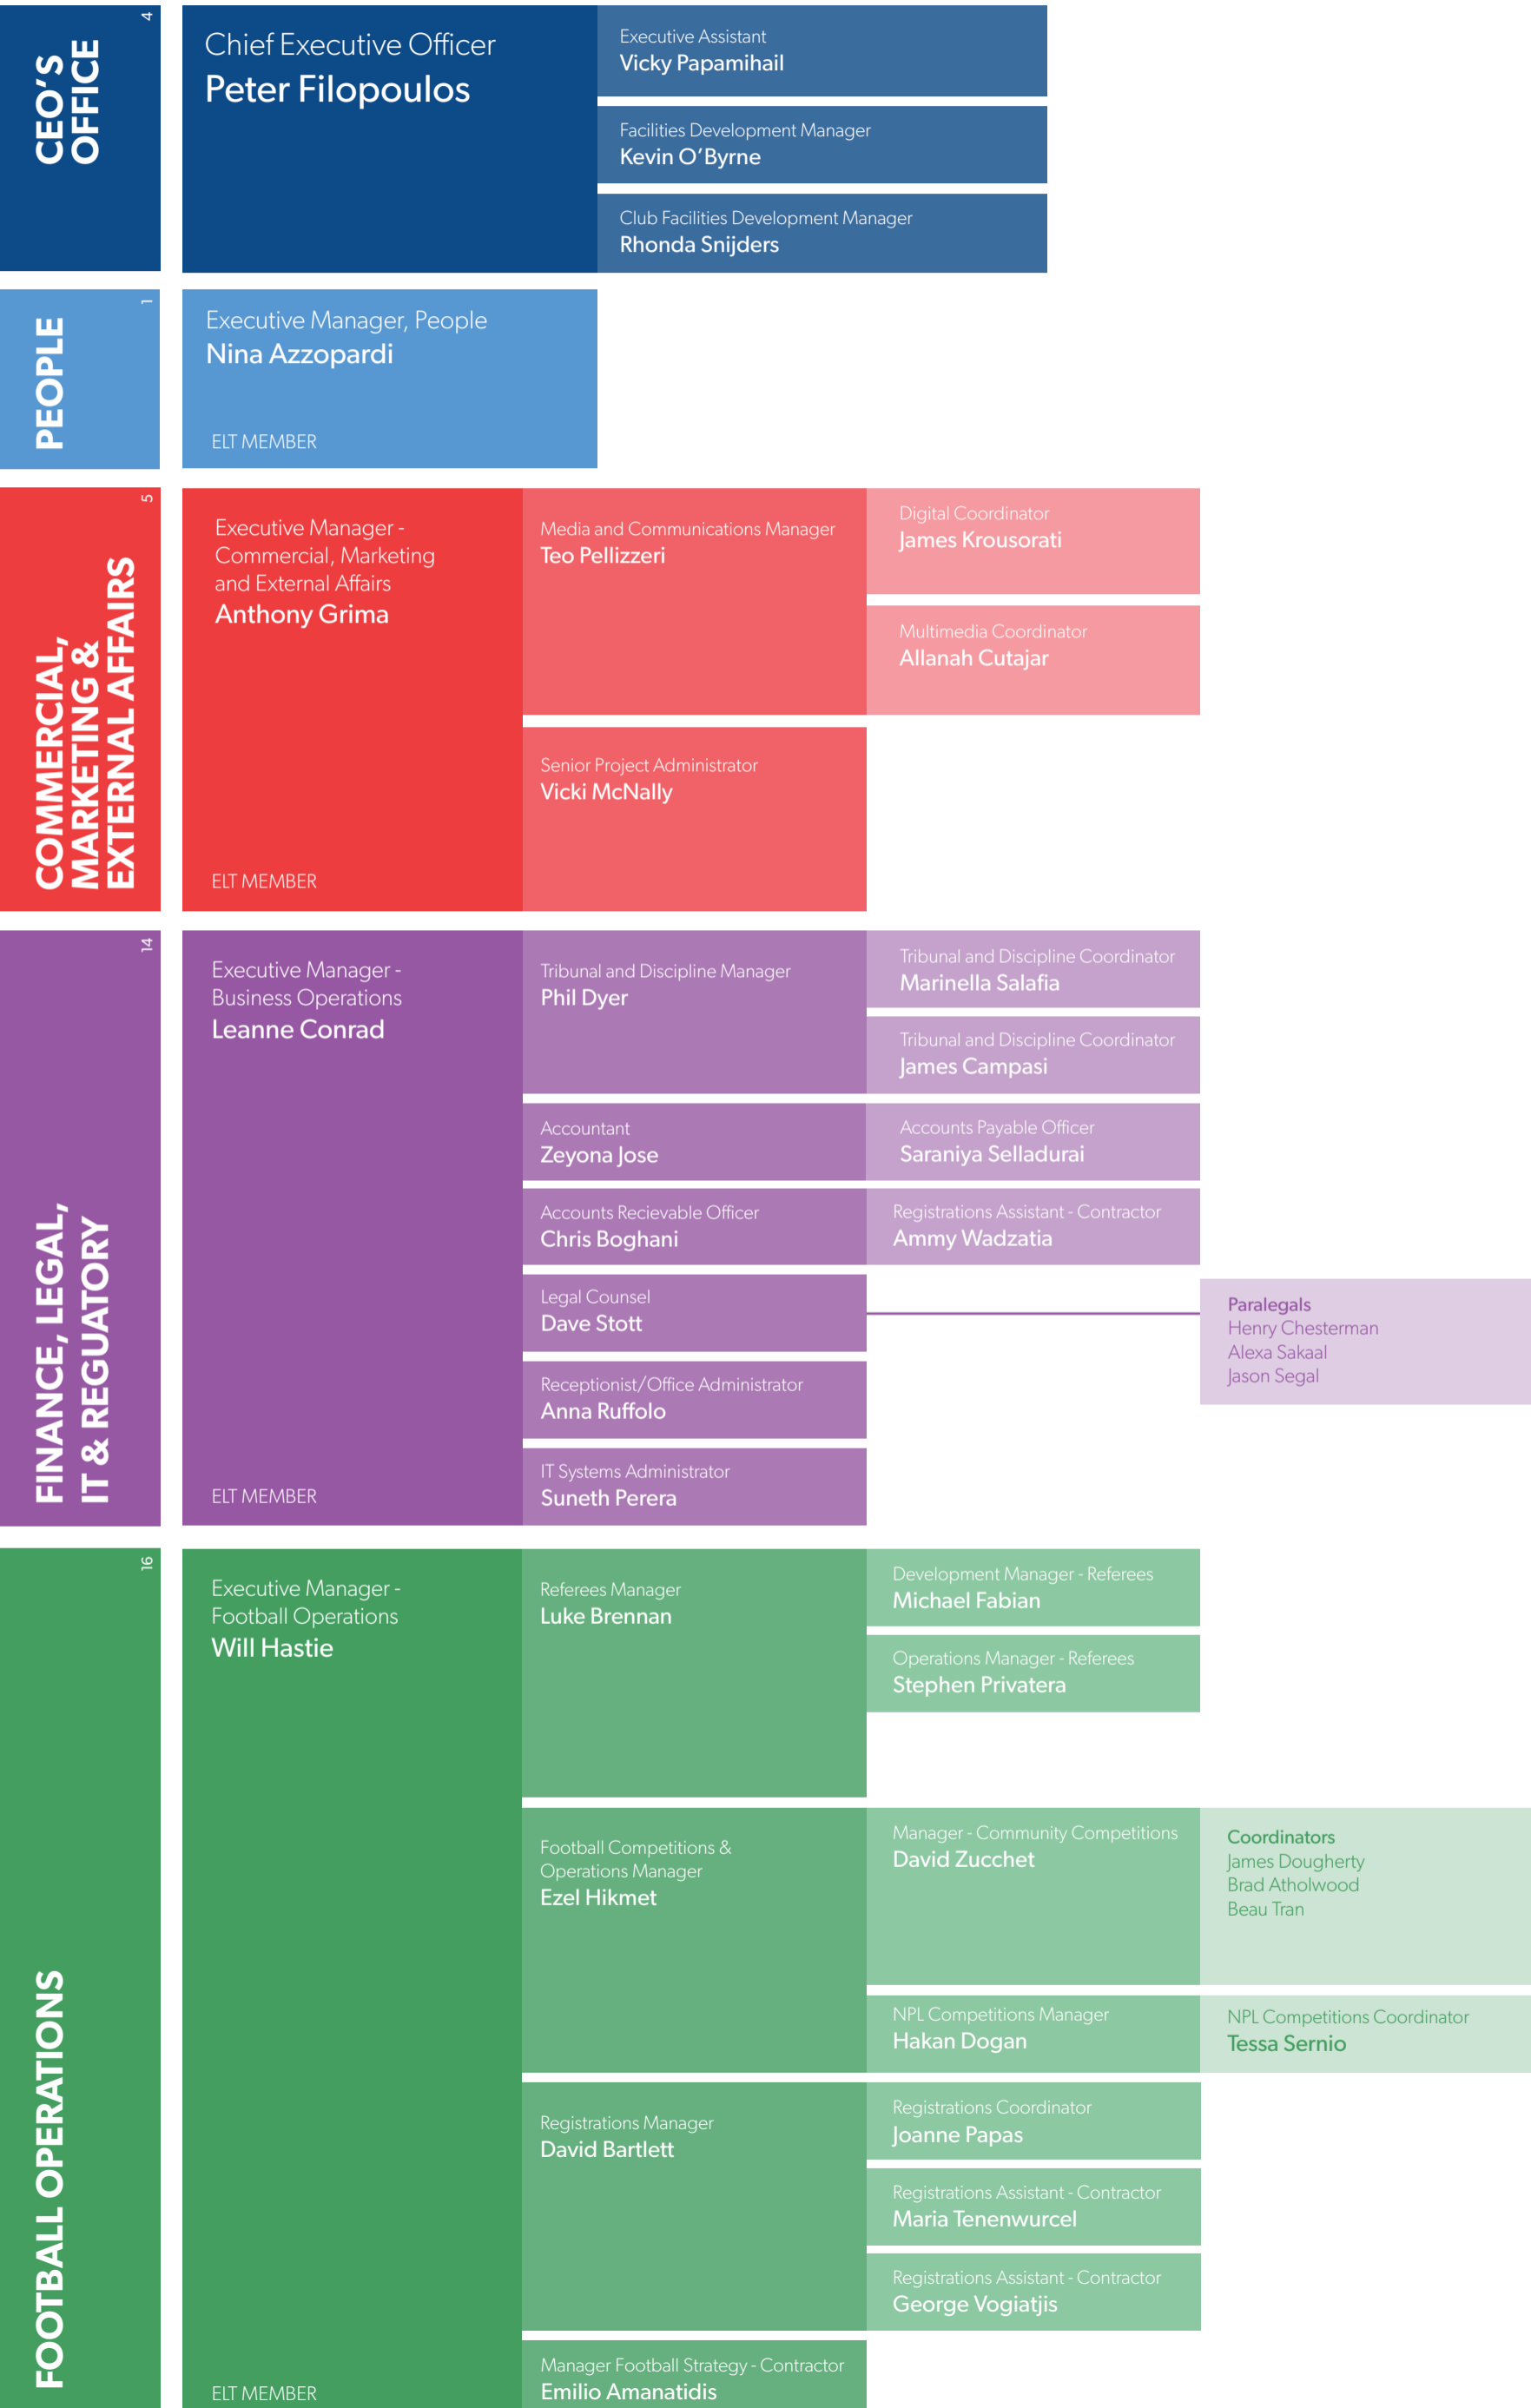 CEO'S
OFFICE
4
Chief Executive Officer
Peter Filopoulos
Executive Assistant
Vicky Papamihail
Facilities Development Manager
Kevin O'Byrne
Club Facilities Development Manager
Rhonda Snijders
PEOPLE
1
Executive Manager, People
Nina Azzopardi
ELT MEMBER
COMMERCIAL,
MARKETING &
EXTERNAL AFFAIRS
5
Executive Manager -
Commercial, Marketing
and External Affairs
Anthony Grima
ELT MEMBER
Media and Communications Manager
Teo Pellizzeri
Digital Coordinator
James Krousorati
Multimedia Coordinator
Allanah Cutajar
Senior Project Administrator
Vicki McNally
FINANCE, LEGAL,
IT & REGUATORY
14
Executive Manager -
Business Operations
Leanne Conrad
ELT MEMBER
Tribunal and Discipline Manager
Phil Dyer
Tribunal and Discipline Coordinator
Marinella Salafia
Tribunal and Discipline Coordinator
James Campasi
Accountant
Zeyona Jose
Accounts Payable Officer
Saraniya Selladurai
Accounts Recievable Officer
Chris Boghani
Registrations Assistant - Contractor
Ammy Wadzatia
Legal Counsel
Dave Stott
Paralegals
Henry Chesterman
Alexa Sakaal
Jason Segal
Receptionist/Office Administrator
Anna Ruffolo
IT Systems Administrator
Suneth Perera
FOOTBALL OPERATIONS
16
Executive Manager -
Football Operations
Will Hastie
ELT MEMBER
Referees Manager
Luke Brennan
Development Manager - Referees
Michael Fabian
Operations Manager - Referees
Stephen Privatera
Football Competitions &
Operations Manager
Ezel Hikmet
Manager - Community Competitions
David Zucchet
Coordinators
James Dougherty
Brad Atholwood
Beau Tran
NPL Competitions Manager
Hakan Dogan
NPL Competitions Coordinator
Tessa Sernio
Registrations Manager
David Bartlett
Registrations Coordinator
Joanne Papas
Registrations Assistant - Contractor
Maria Tenenwurcel
Registrations Assistant - Contractor
George Vogiatjis
Manager Football Strategy - Contractor
Emilio Amanatidis